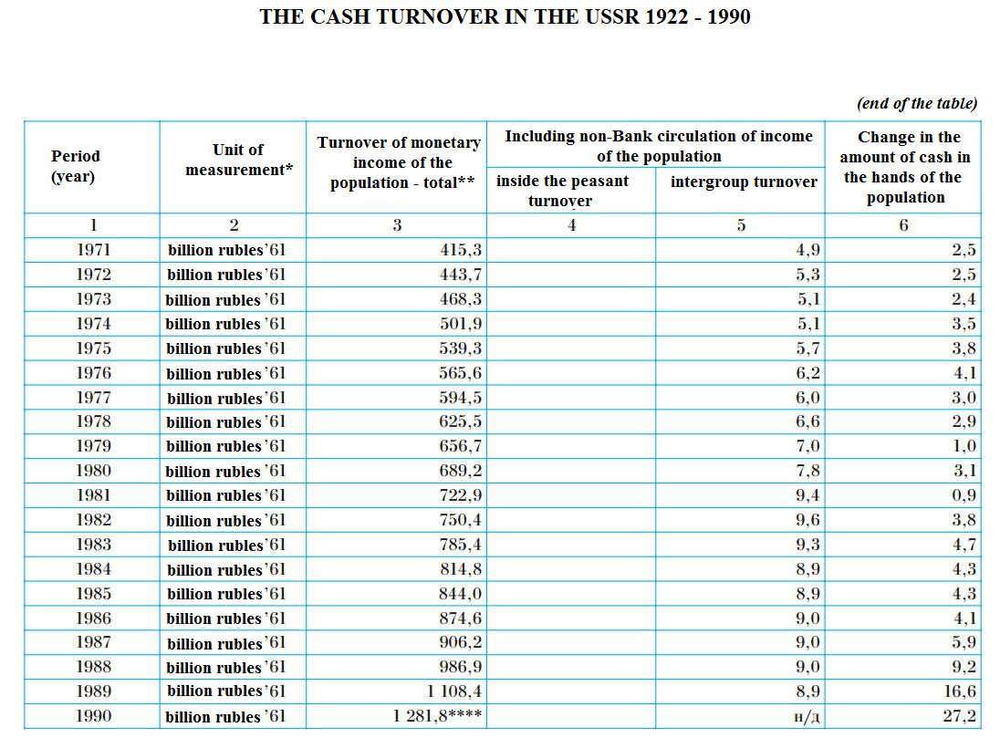 THE CASH TURNOVER IN THE USSR 1922 - 1990
(end of the table)
Period (year) | Unit of measurement* | Turnover of monetary income of the population - total** | Including non-Bank circulation of income of the population | Change in the amount of cash in the hands of the population
inside the peasant turnover | intergroup turnover
1 2 3 4 5 6
1971 billion rubles’61 415,3 4,9 2,5
1972 billion rubles’61 443,7 5,3 2,5
1973 billion rubles ’61 468,3 5,1 2,4
1974 billion rubles ’61 501,9 5,1 3,5
1975 billion rubles ’61 539,3 5,7 3,8
1976 billion rubles ’61 565,6 6,2 4,1
1977 billion rubles ’61 594,5 6,0 3,0
1978 billion rubles ’61 625,5 6,6 2,9
1979 billion rubles ’61 656,7 7,0 1,0
1980 billion rubles ’61 689,2 7,8 3,1
1981 billion rubles ’61 722,9 9,4 0,9
1982 billion rubles ’61 750,4 9,6 3,8
1983 billion rubles’61 785,4 9,3 4,7
1984 billion rubles’61 814,8 8,9 4,3
1985 billion rubles’61 844,0 8,9 4,3
1986 billion rubles’61 874,6 9,0 4,1
1987 billion rubles’61 906,2 9,0 5,9
1988 billion rubles’61 986,9 9,0 9,2
1989 billion rubles’61 1 108,4 8,9 16,6
1990 billion rubles ’61 1 281,8**** н/д 27,2